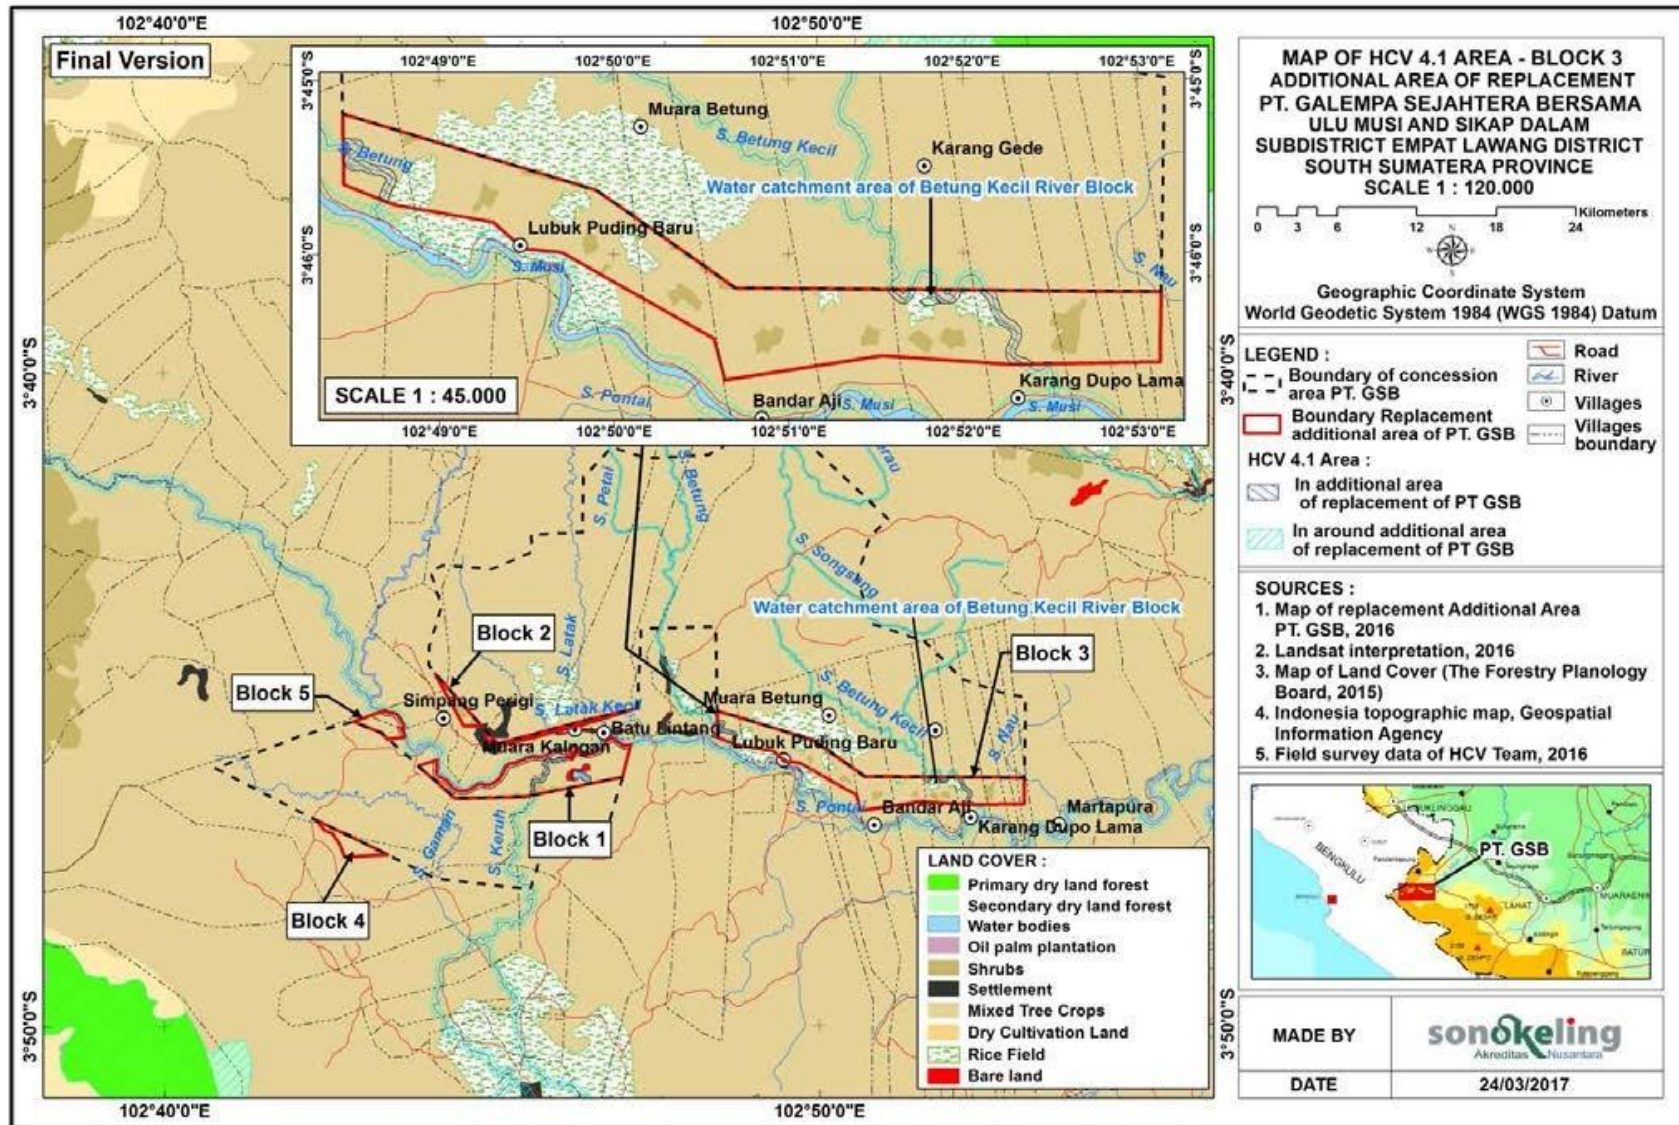 102°40'0"E
102°50'0"E
Final Version
102°49'0"E
102°50'0"E
102°51'0"E
102°52'0"E
102°53'0"E
3°45'0"S
3°45'0"S
Muara Betung
S. Betung Kecil
Karang Gede
S. Betung
Water catchment area of Betung Kecil River Block
Lubuk Puding Baru
S. Musi
S. Nau
3°46'0"S
3°46'0"S
SCALE 1 : 45.000
S. Pontai
Bandar Aji
S. Musi
Karang Dupo Lama
S. Musi
102°49'0"E
102°50'0"E
102°51'0"E
102°52'0"E
102°53'0"E
3°40'0"S
3°40'0"S
S. Petai
S. Betung
S. Songsang
Water catchment area of Betung Kecil River Block
Block 2
S. Latak
Block 3
Block 5
Simpang Perigi
S. Latak Kecil
Muara Betung
S. Betung Kecil
Batu Bintang
S. Nau
Lubuk Puding Baru
S. Pontai
Bandar Aji
Martapura
Karang Dupo Lama
S. Keruh
Block 1
Block 4
LAND COVER :
Primary dry land forest
Secondary dry land forest
Water bodies
Oil palm plantation
Shrubs
Settlement
Mixed Tree Crops
Dry Cultivation Land
Rice Field
Bare land
3°50'0"S
3°50'0"S
102°40'0"E
102°50'0"E
MAP OF HCV 4.1 AREA - BLOCK 3
ADDITIONAL AREA OF REPLACEMENT
PT. GALEMPA SEJAHTERA BERSAMA
ULU MUSI AND SIKAP DALAM
SUBDISTRICT EMPAT LAWANG DISTRICT
SOUTH SUMATERA PROVINCE
SCALE 1 : 120.000
Kilometers
0 3 6 12 18 24
N
W E
S
Geographic Coordinate System
World Geodetic System 1984 (WGS 1984) Datum
LEGEND :
Boundary of concession
area PT. GSB
Boundary Replacement
additional area of PT. GSB
Road
River
Villages
Villages
boundary
HCV 4.1 Area :
In additional area
of replacement of PT GSB
In around additional area
of replacement of PT GSB
SOURCES :
1. Map of replacement Additional Area
PT. GSB, 2016
2. Landsat interpretation, 2016
3. Map of Land Cover (The Forestry Planology
Board, 2015)
4. Indonesia topographic map, Geospatial
Information Agency
5. Field survey data of HCV Team, 2016
BENGKULU
PT. GSB
LAHAT
MADE BY
sonokeling
Akreditas Nusantara
DATE
24/03/2017